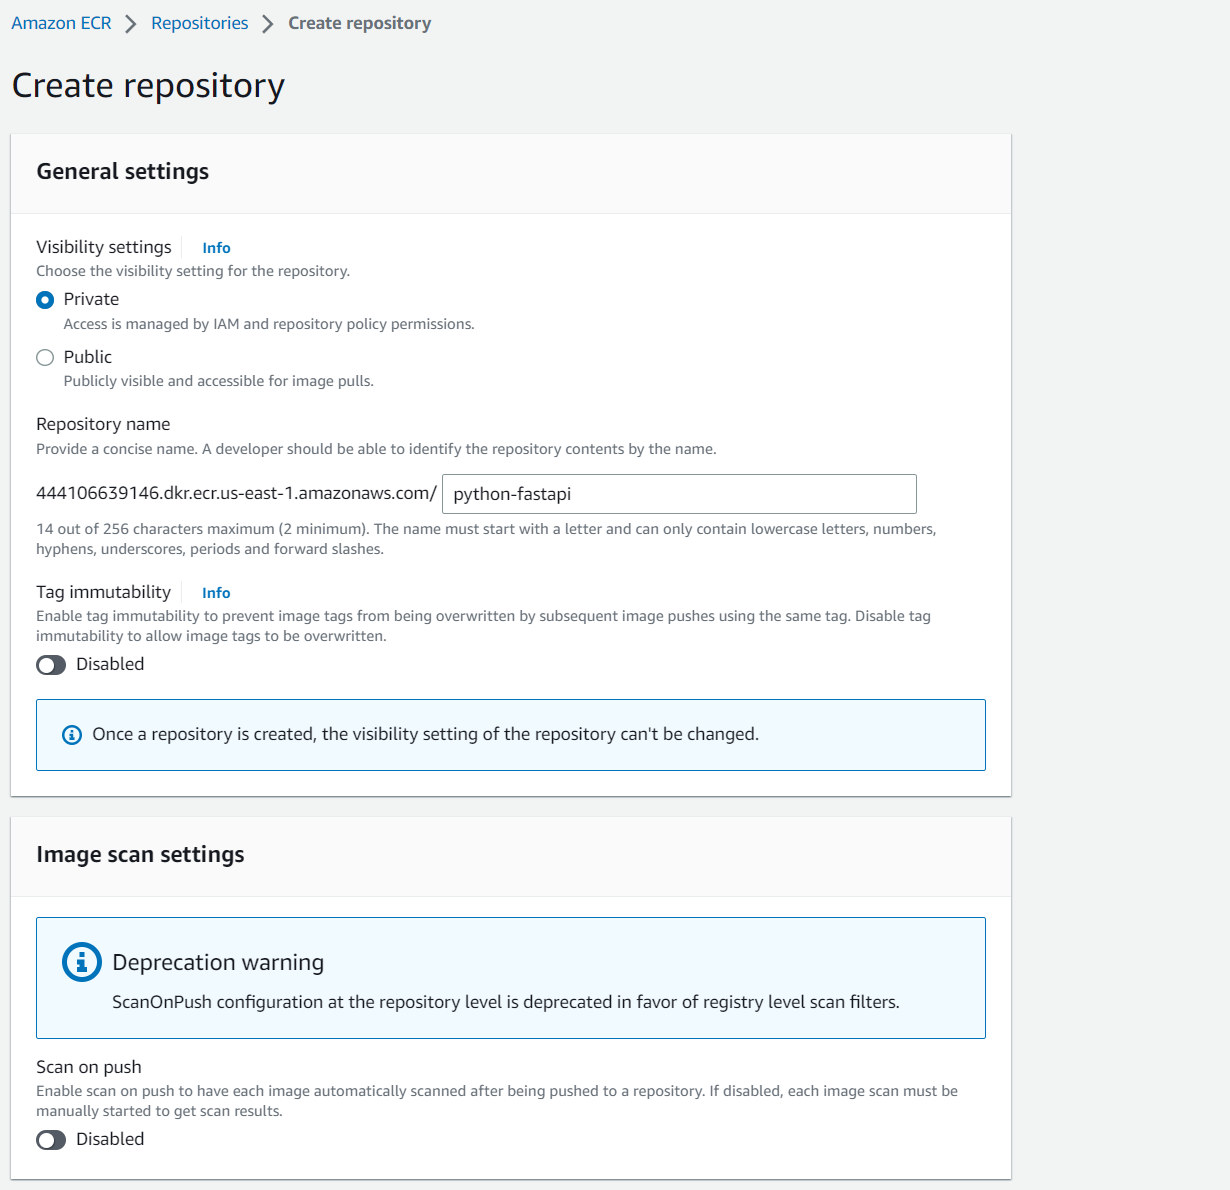 Amazon ECR > Repositories > Create repository
Create repository
General settings
Visibility settings Info
Choose the visibility setting for the repository.
Private
Access is managed by IAM and repository policy permissions.
Public
Publicly visible and accessible for image pulls.
Repository name
Provide a concise name. A developer should be able to identify the repository contents by the name.
444106639146.dkr.ecr.us-east-1.amazonaws.com/ python-fastapi
14 out of 256 characters maximum (2 minimum). The name must start with a letter and can only contain lowercase letters, numbers,
hyphens, underscores, periods and forward slashes.
Tag immutability Info
Enable tag immutability to prevent image tags from being overwritten by subsequent image pushes using the same tag. Disable tag
immutability to allow image tags to be overwritten.
Disabled
Once a repository is created, the visibility setting of the repository can't be changed.
Image scan settings
Deprecation warning
ScanOnPush configuration at the repository level is deprecated in favor of registry level scan filters.
Scan on push
Enable scan on push to have each image automatically scanned after being pushed to a repository. If disabled, each image scan must be
manually started to get scan results.
Disabled